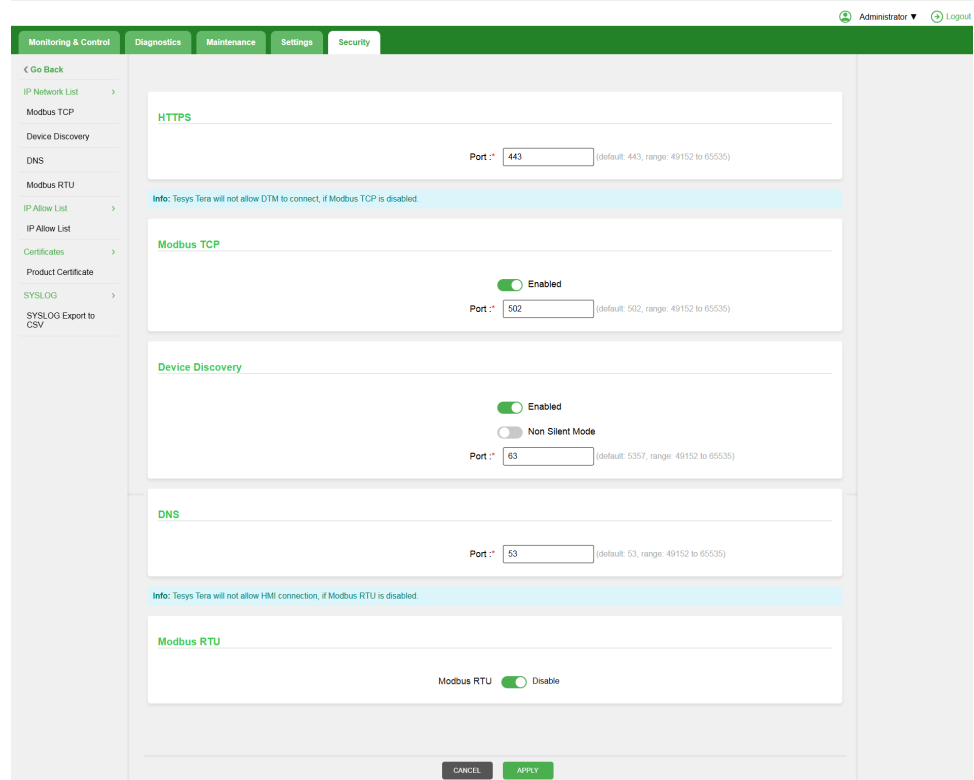 Administrator ▼ Logout
Monitoring & Control Diagnostics Maintenance Settings Security
Go Back
IP Network List
Modbus TCP
Device Discovery
DNS
Modbus RTU
IP Allow List
IP Allow List
Certificates
Product Certificate
SYSLOG
SYSLOG Export to
CSV
HTTPS
Port :* 443 (default: 443, range: 49152 to 65535)
Info: Tesys Tera will not allow DTM to connect, if Modbus TCP is disabled.
Modbus TCP
Enabled
Port :* 502 (default: 502, range: 49152 to 65535)
Device Discovery
Enabled
Non Silent Mode
Port :* 63 (default: 5357, range: 49152 to 65535)
DNS
Port :* 53 (default: 53, range: 49152 to 65535)
Info: Tesys Tera will not allow HMI connection, if Modbus RTU is disabled.
Modbus RTU
Modbus RTU Disable
CANCEL APPLY